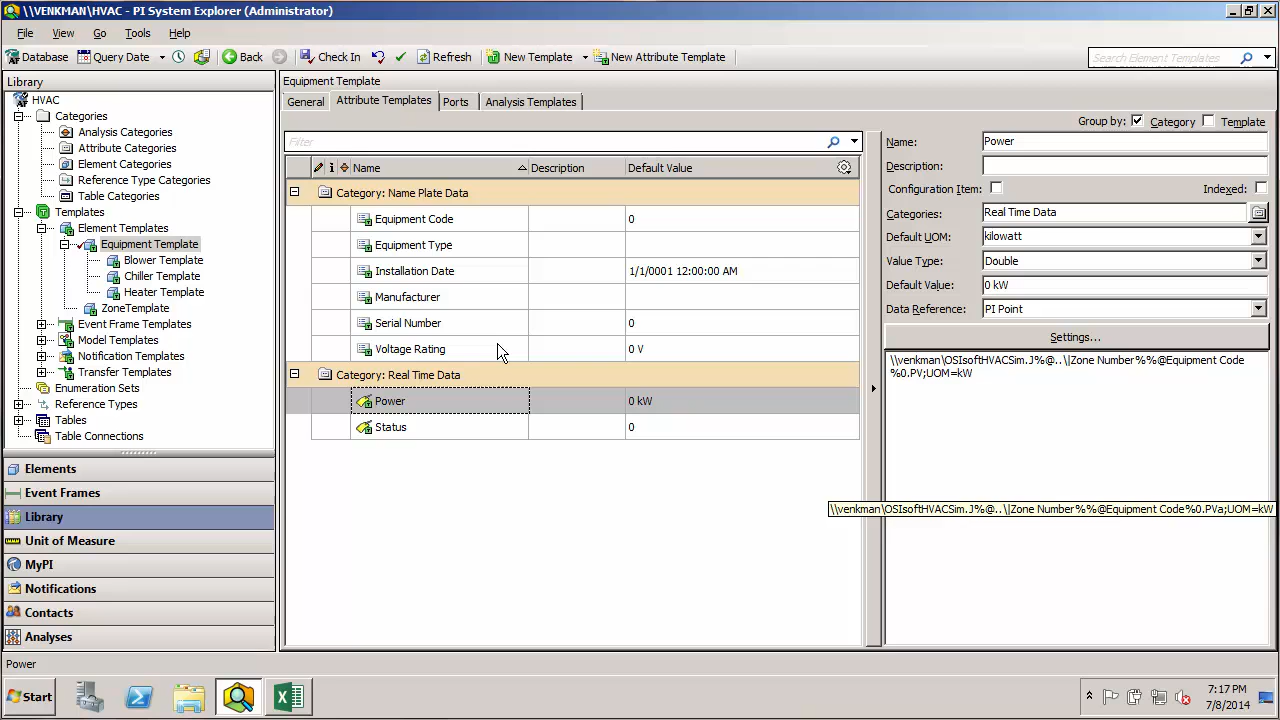 \\VENKMAN\HVAC - PI System Explorer (Administrator)
File View Go Tools Help
Database Query Date Back Check In Refresh New Template New Attribute Template Search Element Templates
Library
HVAC
Categories
Analysis Categories
Attribute Categories
Element Categories
Reference Type Categories
Table Categories
Templates
Element Templates
Equipment Template
Blower Template
Chiller Template
Heater Template
ZoneTemplate
Event Frame Templates
Model Templates
Notification Templates
Transfer Templates
Enumeration Sets
Reference Types
Tables
Table Connections
Elements
Event Frames
Library
Unit of Measure
MyPI
Notifications
Contacts
Analyses
Equipment Template
General Attribute Templates Ports Analysis Templates
Group by: Category Template
Filter
Name Description Default Value
Category: Name Plate Data
Equipment Code 0
Equipment Type
Installation Date 1/1/0001 12:00:00 AM
Manufacturer
Serial Number 0
Voltage Rating 0 V
Category: Real Time Data
Power 0 kW
Status 0
Name: Power
Description:
Configuration Item: Indexed:
Categories: Real Time Data
Default UOM: kilowatt
Value Type: Double
Default Value: 0 kW
Data Reference: PI Point
Settings...
\\venkman\OSIsoftHVACSim.J%@..\|Zone Number%%@Equipment Code
%0.PV;UOM=kW
\\venkman\OSIsoftHVACSim.J%@..\|Zone Number%%@Equipment Code%0.PVa;UOM=kW
Power
Start
7:17 PM
7/8/2014